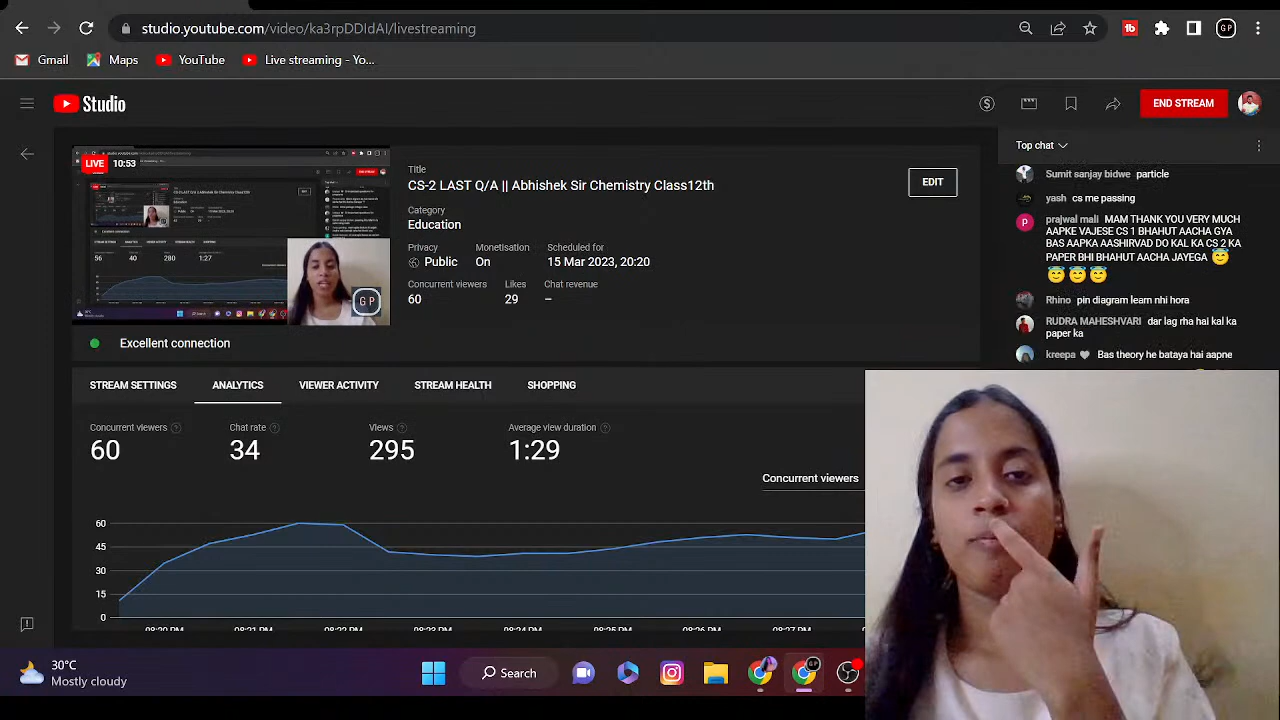 studio.youtube.com/video/ka3rpDDIdAI/livestreaming
Gmail Maps YouTube Live streaming - Yo...
Studio
END STREAM
LIVE 10:53
Title
CS-2 LAST Q/A || Abhishek Sir Chemistry Class12th
EDIT
Category
Education
Privacy Monetisation Scheduled for
Public On 15 Mar 2023, 20:20
Concurrent viewers Likes Chat revenue
60 29 –
GP
Excellent connection
STREAM SETTINGS ANALYTICS VIEWER ACTIVITY STREAM HEALTH SHOPPING
Concurrent viewers Chat rate Views Average view duration
60 34 295 1:29
Concurrent viewers
60
45
30
15
0
Top chat
Sumit sanjay bidwe particle
yash cs me passing
prajwal mali MAM THANK YOU VERY MUCH
AAPKE VAJESE CS 1 BHAHUT AACHA GYA
BAS AAPKA AASHIRVAD DO KAL KA CS 2 KA
PAPER BHI BHAHUT AACHA JAYEGA 😇
😇😇😇
Rhino pin diagram learn nhi hora
RUDRA MAHESHVARI dar lag rha hai kal ka
paper ka
kreepa 🤍 Bas theory he bataya hai aapne
30°C
Mostly cloudy
Search